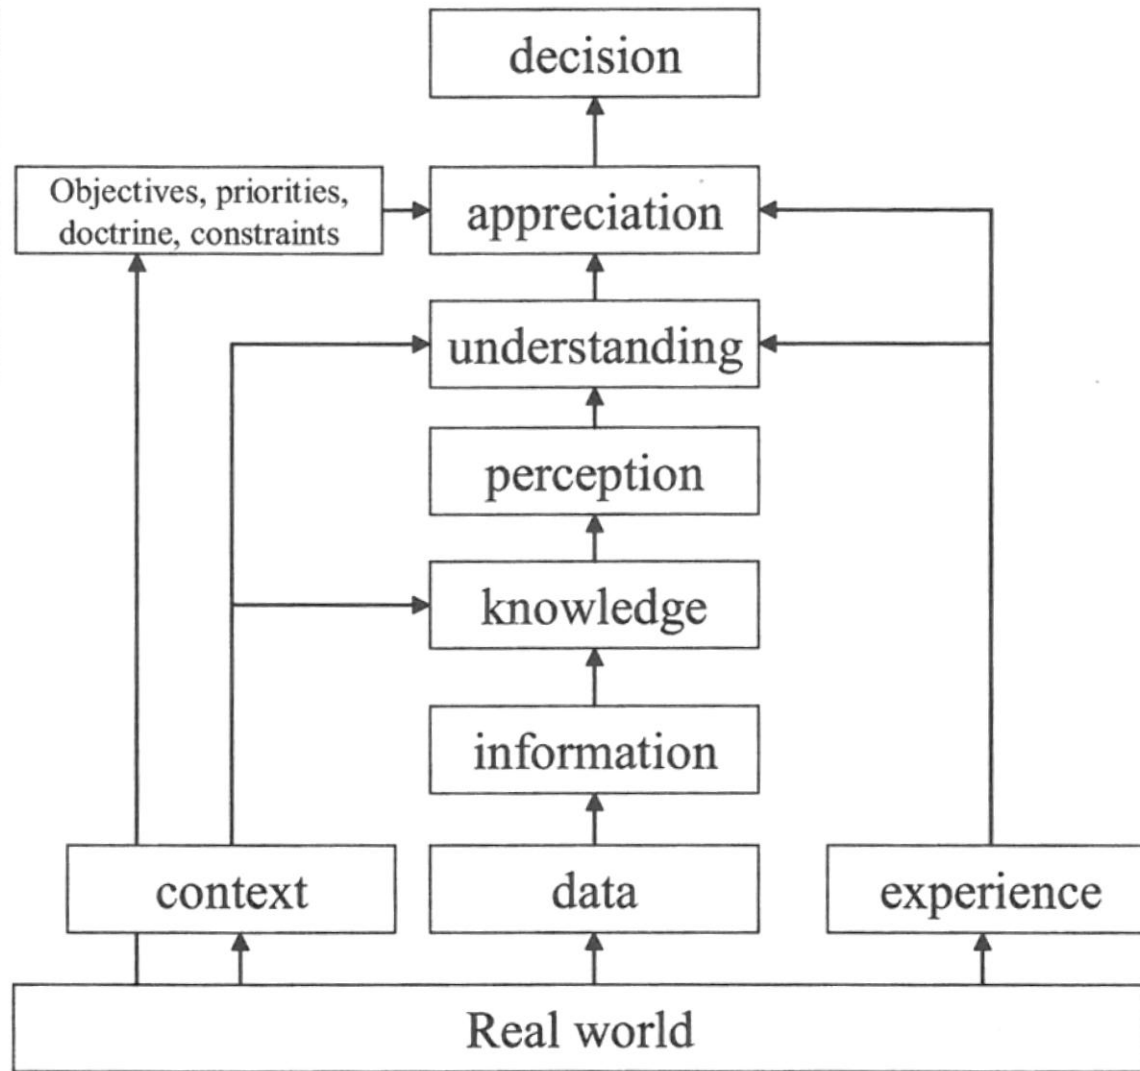 decision
Objectives, priorities,
doctrine, constraints
appreciation
understanding
perception
knowledge
information
context
data
experience
Real world